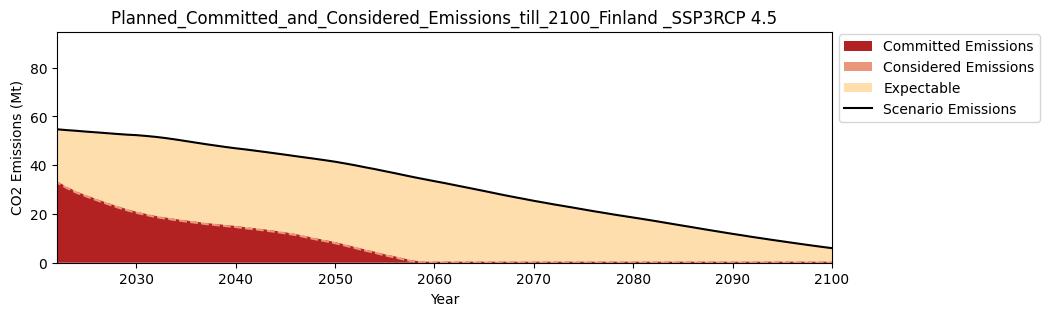 Planned_Committed_and_Considered_Emissions_till_2100_Finland _SSP3RCP 4.5
Committed Emissions
Considered Emissions
Expectable
Scenario Emissions
CO2 Emissions (Mt)
80
60
40
20
0
2030 2040 2050 2060 2070 2080 2090 2100
Year